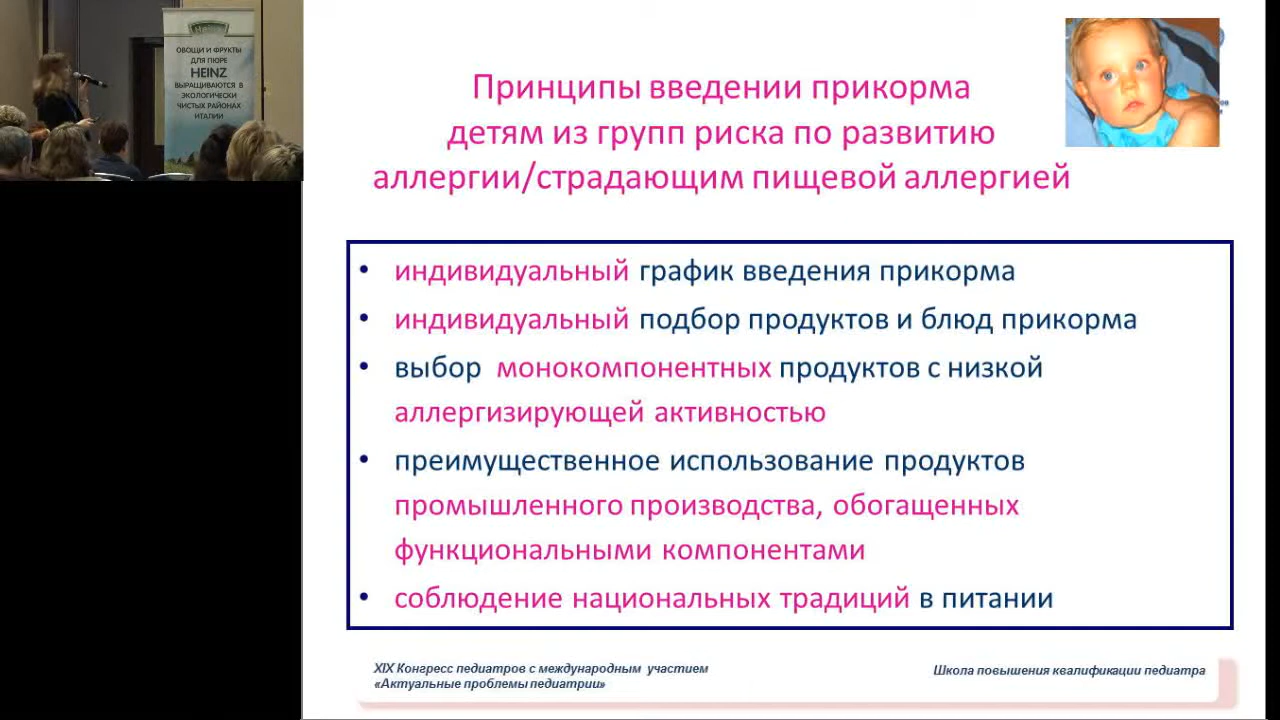 Heinz
ОВОЩИ И ФРУКТЫ
ДЛЯ ПЮРЕ
HEINZ
ВЫРАЩИВАЮТСЯ В
ЭКОЛОГИЧЕСКИ
ЧИСТЫХ РАЙОНАХ
ИТАЛИИ
Принципы введении прикорма
детям из групп риска по развитию
аллергии/страдающим пищевой аллергией
• индивидуальный график введения прикорма
• индивидуальный подбор продуктов и блюд прикорма
• выбор монокомпонентных продуктов с низкой
аллергизирующей активностью
• преимущественное использование продуктов
промышленного производства, обогащенных
функциональными компонентами
• соблюдение национальных традиций в питании
XIX Конгресс педиатров с международным участием
«Актуальные проблемы педиатрии»
Школа повышения квалификации педиатра